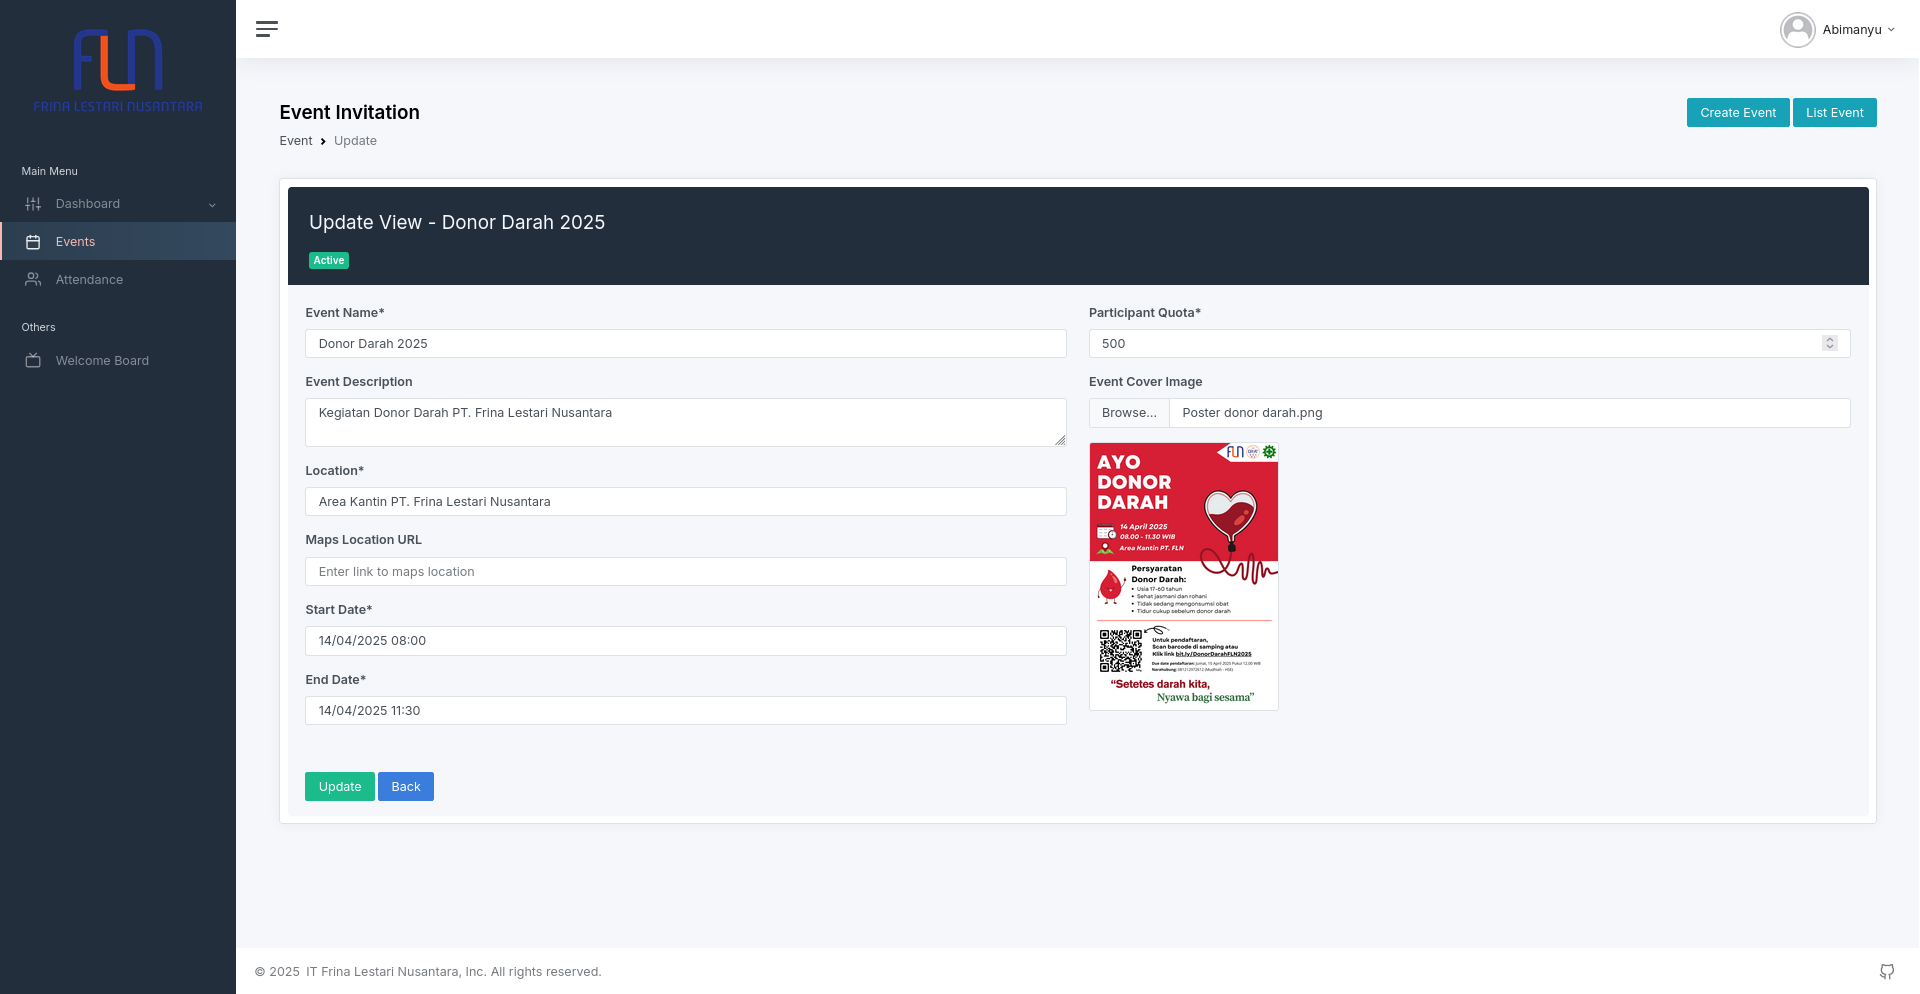 FLN
FRINA LESTARI NUSANTARA
Main Menu
Dashboard
Events
Attendance
Others
Welcome Board
Abimanyu
Event Invitation
Event > Update
Create Event
List Event
Update View - Donor Darah 2025
Active
Event Name*
Donor Darah 2025
Event Description
Kegiatan Donor Darah PT. Frina Lestari Nusantara
Location*
Area Kantin PT. Frina Lestari Nusantara
Maps Location URL
Enter link to maps location
Start Date*
14/04/2025 08:00
End Date*
14/04/2025 11:30
Update
Back
Participant Quota*
500
Event Cover Image
Browse... Poster donor darah.png
FLN
AYO
DONOR
DARAH
14 April 2025
08.00 - 11.30 WIB
Area Kantin PT. FLN
Persyaratan
Donor Darah:
• Usia 17-60 tahun
• Sehat jasmani dan rohani
• Tidak sedang mengonsumsi obat
• Tidur cukup sebelum donor darah
Untuk pendaftaran,
Scan barcode di samping atau
Klik link bit.ly/DonorDarahFLN2025
Due date pendaftaran:
Narahubung:
“Setetes darah kita,
Nyawa bagi sesama”
© 2025 IT Frina Lestari Nusantara, Inc. All rights reserved.